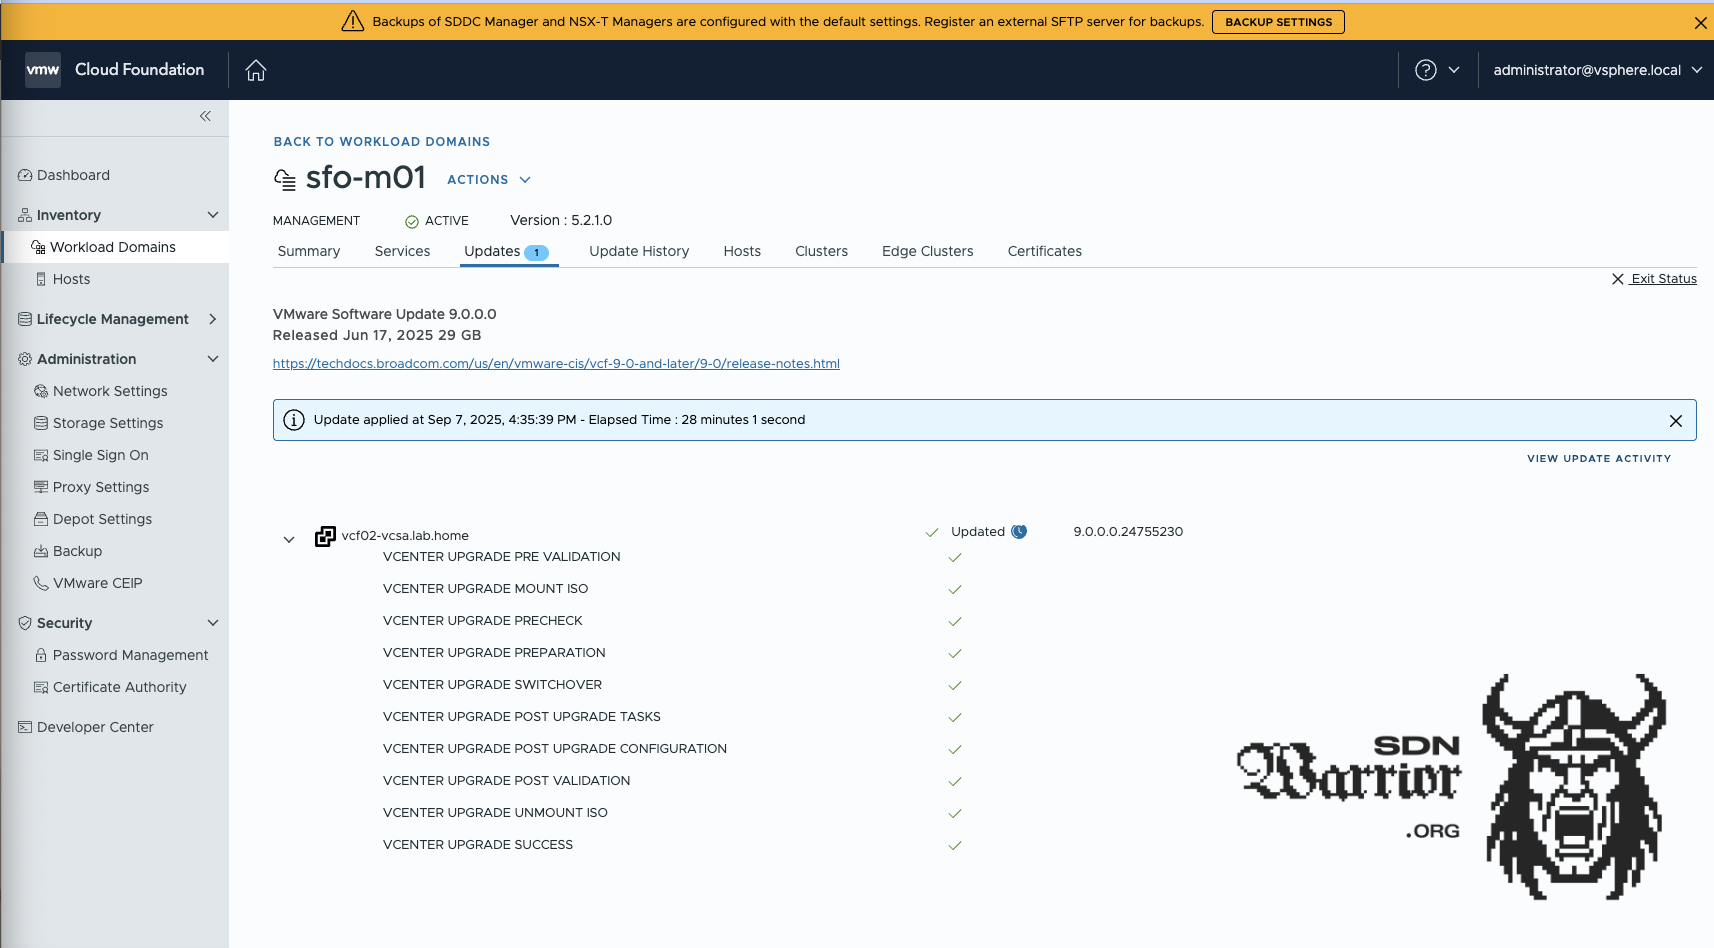 Backups of SDDC Manager and NSX-T Managers are configured with the default settings. Register an external SFTP server for backups. BACKUP SETTINGS
vmw Cloud Foundation
administrator@vsphere.local
Dashboard
Inventory
Workload Domains
Hosts
Lifecycle Management
Administration
Network Settings
Storage Settings
Single Sign On
Proxy Settings
Depot Settings
Backup
VMware CEIP
Security
Password Management
Certificate Authority
Developer Center
BACK TO WORKLOAD DOMAINS
sfo-m01 ACTIONS
MANAGEMENT ACTIVE Version : 5.2.1.0
Summary Services Updates 1 Update History Hosts Clusters Edge Clusters Certificates
Exit Status
VMware Software Update 9.0.0.0
Released Jun 17, 2025 29 GB
https://techdocs.broadcom.com/us/en/vmware-cis/vcf-9-0-and-later/9-0/release-notes.html
Update applied at Sep 7, 2025, 4:35:39 PM - Elapsed Time : 28 minutes 1 second
VIEW UPDATE ACTIVITY
vcf02-vcsa.lab.home Updated 9.0.0.0.24755230
VCENTER UPGRADE PRE VALIDATION
VCENTER UPGRADE MOUNT ISO
VCENTER UPGRADE PRECHECK
VCENTER UPGRADE PREPARATION
VCENTER UPGRADE SWITCHOVER
VCENTER UPGRADE POST UPGRADE TASKS
VCENTER UPGRADE POST UPGRADE CONFIGURATION
VCENTER UPGRADE POST VALIDATION
VCENTER UPGRADE UNMOUNT ISO
VCENTER UPGRADE SUCCESS
SDN
Warrior
.ORG